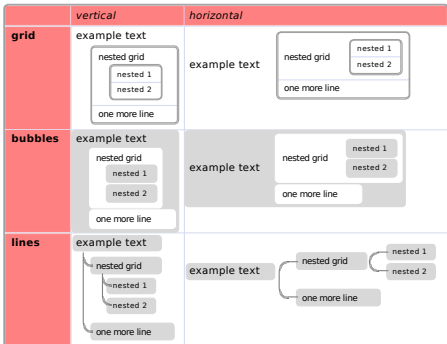 vertical horizontal
grid
example text
nested grid
nested 1
nested 2
one more line
example text
nested grid
nested 1
nested 2
one more line
bubbles
example text
nested grid
nested 1
nested 2
one more line
example text
nested grid
nested 1
nested 2
one more line
lines
example text
nested grid
nested 1
nested 2
one more line
example text
nested grid
nested 1
nested 2
one more line